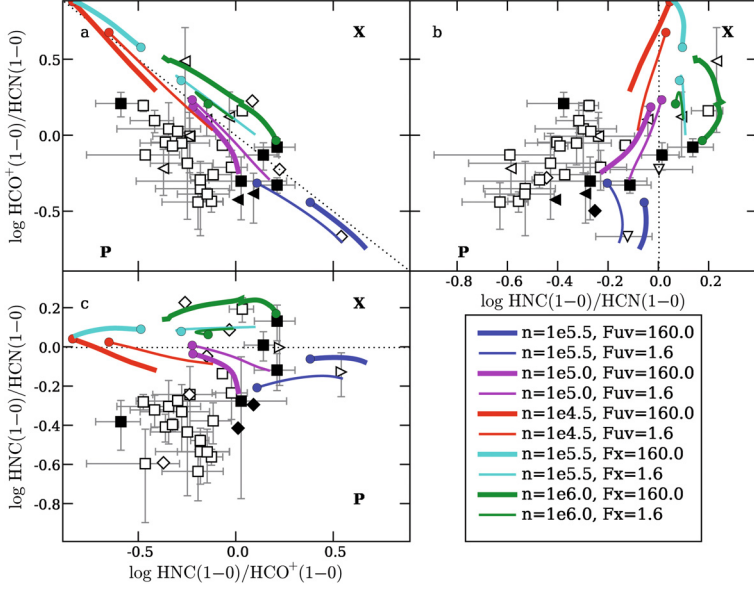 a
X
b
X
log HCO⁺(1−0)/HCN(1−0)
0.5
0.0
-0.5
P
P
-0.8
-0.4
0.0
0.2
log HNC(1−0)/HCN(1−0)
c
X
log HNC(1−0)/HCN(1−0)
0.2
0.0
-0.2
-0.4
-0.6
-0.8
P
-0.5
0.0
0.5
log HNC(1−0)/HCO⁺(1−0)
n=1e5.5, Fuv=160.0
n=1e5.5, Fuv=1.6
n=1e5.0, Fuv=160.0
n=1e5.0, Fuv=1.6
n=1e4.5, Fuv=160.0
n=1e4.5, Fuv=1.6
n=1e5.5, Fx=160.0
n=1e5.5, Fx=1.6
n=1e6.0, Fx=160.0
n=1e6.0, Fx=1.6